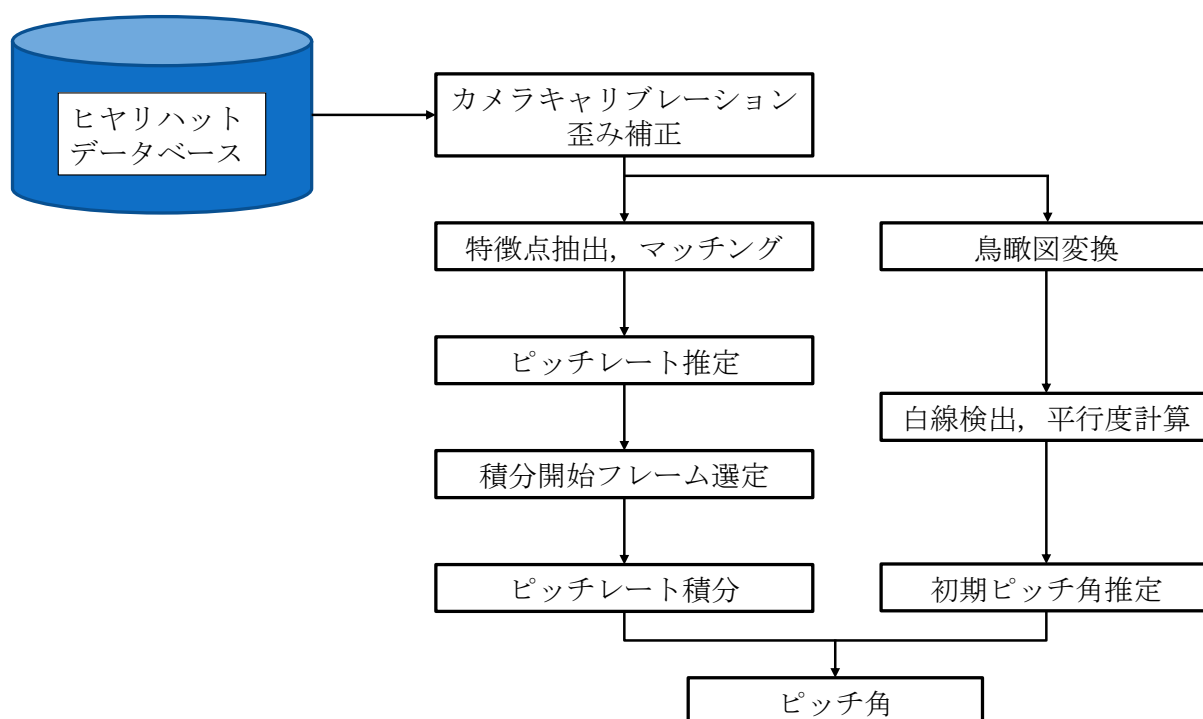 ヒヤリハット
データベース
カメラキャリブレーション
歪み補正
特徴点抽出，マッチング
鳥瞰図変換
ピッチレート推定
白線検出，平行度計算
積分開始フレーム選定
ピッチレート積分
初期ピッチ角推定
ピッチ角